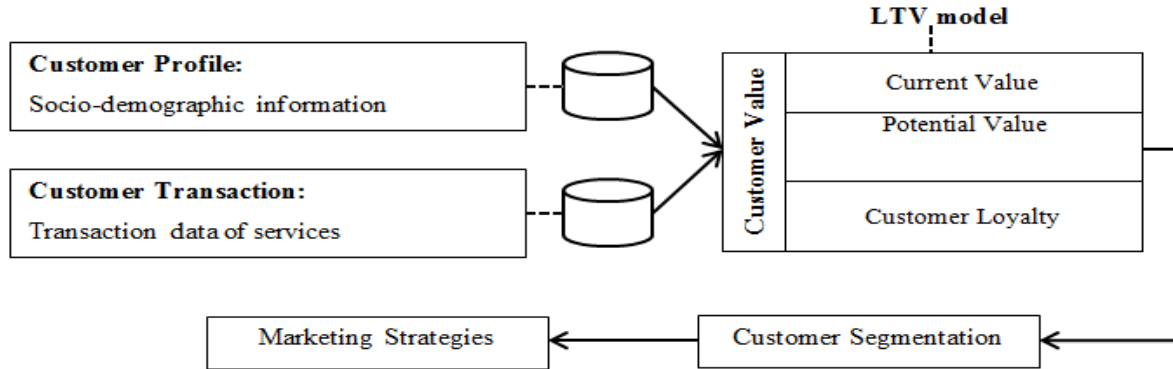 LTV model
Customer Profile:
Socio-demographic information
Customer Transaction:
Transaction data of services
Customer Value
Current Value
Potential Value
Customer Loyalty
Marketing Strategies
Customer Segmentation